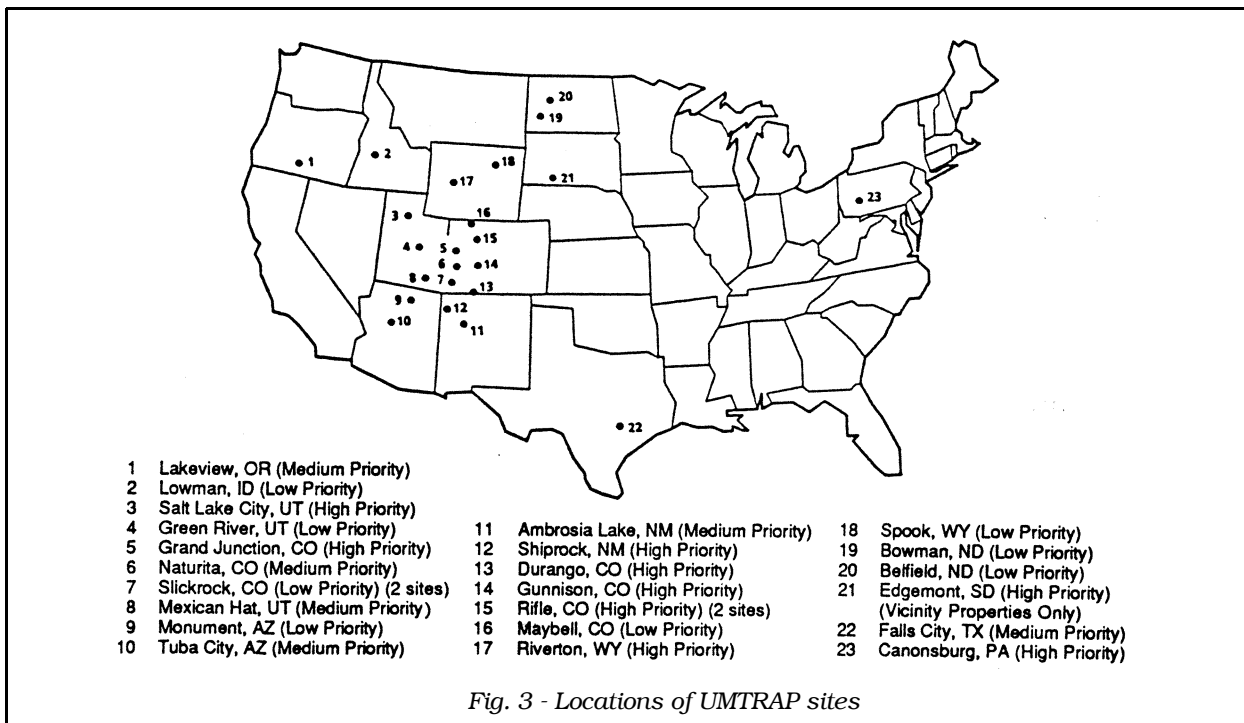 20
19
1
2
18
21
17
23
3
16
15
4
5
6
14
8
7
13
9
12
10
11
22
1 Lakeview, OR (Medium Priority)
2 Lowman, ID (Low Priority)
3 Salt Lake City, UT (High Priority)
4 Green River, UT (Low Priority)
5 Grand Junction, CO (High Priority)
6 Naturita, CO (Medium Priority)
7 Slickrock, CO (Low Priority) (2 sites)
8 Mexican Hat, UT (Medium Priority)
9 Monument, AZ (Low Priority)
10 Tuba City, AZ (Medium Priority)
11 Ambrosia Lake, NM (Medium Priority)
12 Shiprock, NM (High Priority)
13 Durango, CO (High Priority)
14 Gunnison, CO (High Priority)
15 Rifle, CO (High Priority) (2 sites)
16 Maybell, CO (Low Priority)
17 Riverton, WY (High Priority)
18 Spook, WY (Low Priority)
19 Bowman, ND (Low Priority)
20 Belfield, ND (Low Priority)
21 Edgemont, SD (High Priority)
(Vicinity Properties Only)
22 Falls City, TX (Medium Priority)
23 Canonsburg, PA (High Priority)
Fig. 3 - Locations of UMTRAP sites